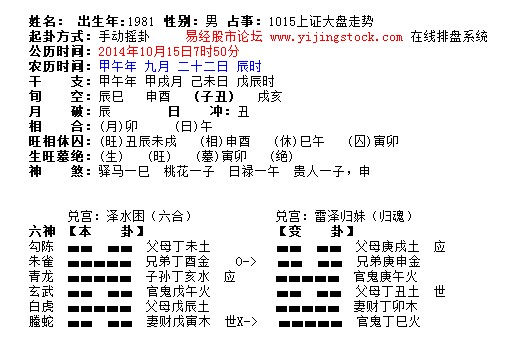 姓名： 出生年:1981 性别：男 占事：1015上证大盘走势
起卦方式：手动摇卦 易经股市论坛 www.yijingstock.com 在线排盘系统
公历时间：2014年10月15日7时50分
农历时间：甲午年 九月 二十二日 辰时
干 支：甲午年 甲戌月 己未日 戊辰时
旬 空：辰巳 申酉 (子丑) 戌亥
月 破：辰 日 冲：丑
相 合：(月)卯 (日)午
旺相休囚：(旺)丑辰未戌 (相)申酉 (休)巳午 (囚)寅卯
生旺墓绝：(生) (旺) (墓)寅卯 (绝)
神 煞：驿马—巳 桃花—子 日禄—午 贵人—子，申
兑宫：泽水困（六合） 兑宫：雷泽归妹（归魂）
六神 【本 卦】 【变 卦】
勾陈 父母丁未土 父母庚戌土 应
朱雀 兄弟丁酉金 O-> 兄弟庚申金
青龙 子孙丁亥水 应 官鬼庚午火
玄武 官鬼戊午火 父母丁丑土 世
白虎 父母戊辰土 妻财丁卯木
螣蛇 妻财戊寅木 世X-> 官鬼丁巳火